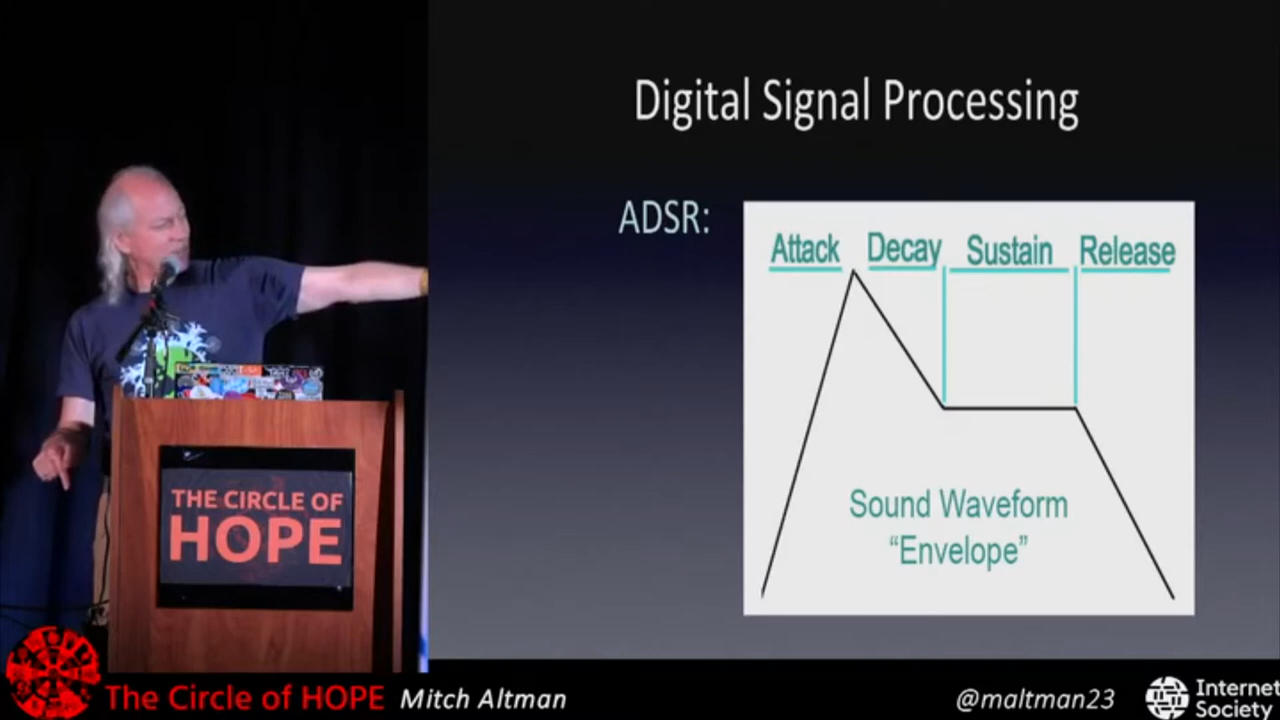 Digital Signal Processing
ADSR:
Attack Decay Sustain Release
Sound Waveform
“Envelope”
THE CIRCLE OF
HOPE
The Circle of HOPE Mitch Altman @maltman23 Internet
Society